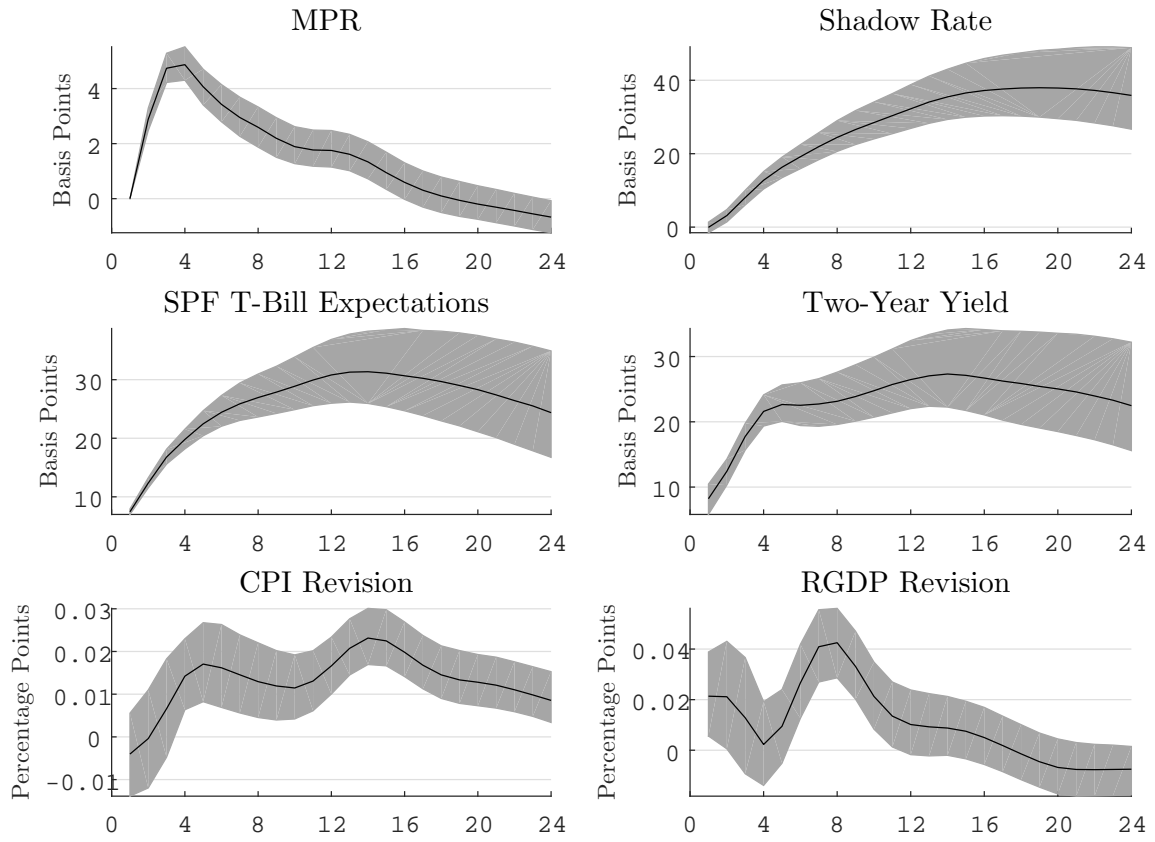 MPR
Basis Points
4
2
0
0 4 8 12 16 20 24
Shadow Rate
Basis Points
40
20
0
0 4 8 12 16 20 24
SPF T-Bill Expectations
Basis Points
30
20
10
0 4 8 12 16 20 24
Two-Year Yield
Basis Points
30
20
10
0 4 8 12 16 20 24
CPI Revision
Percentage Points
0.03
0.02
0.01
0
-0.01
0 4 8 12 16 20 24
RGDP Revision
Percentage Points
0.04
0.02
0
0 4 8 12 16 20 24